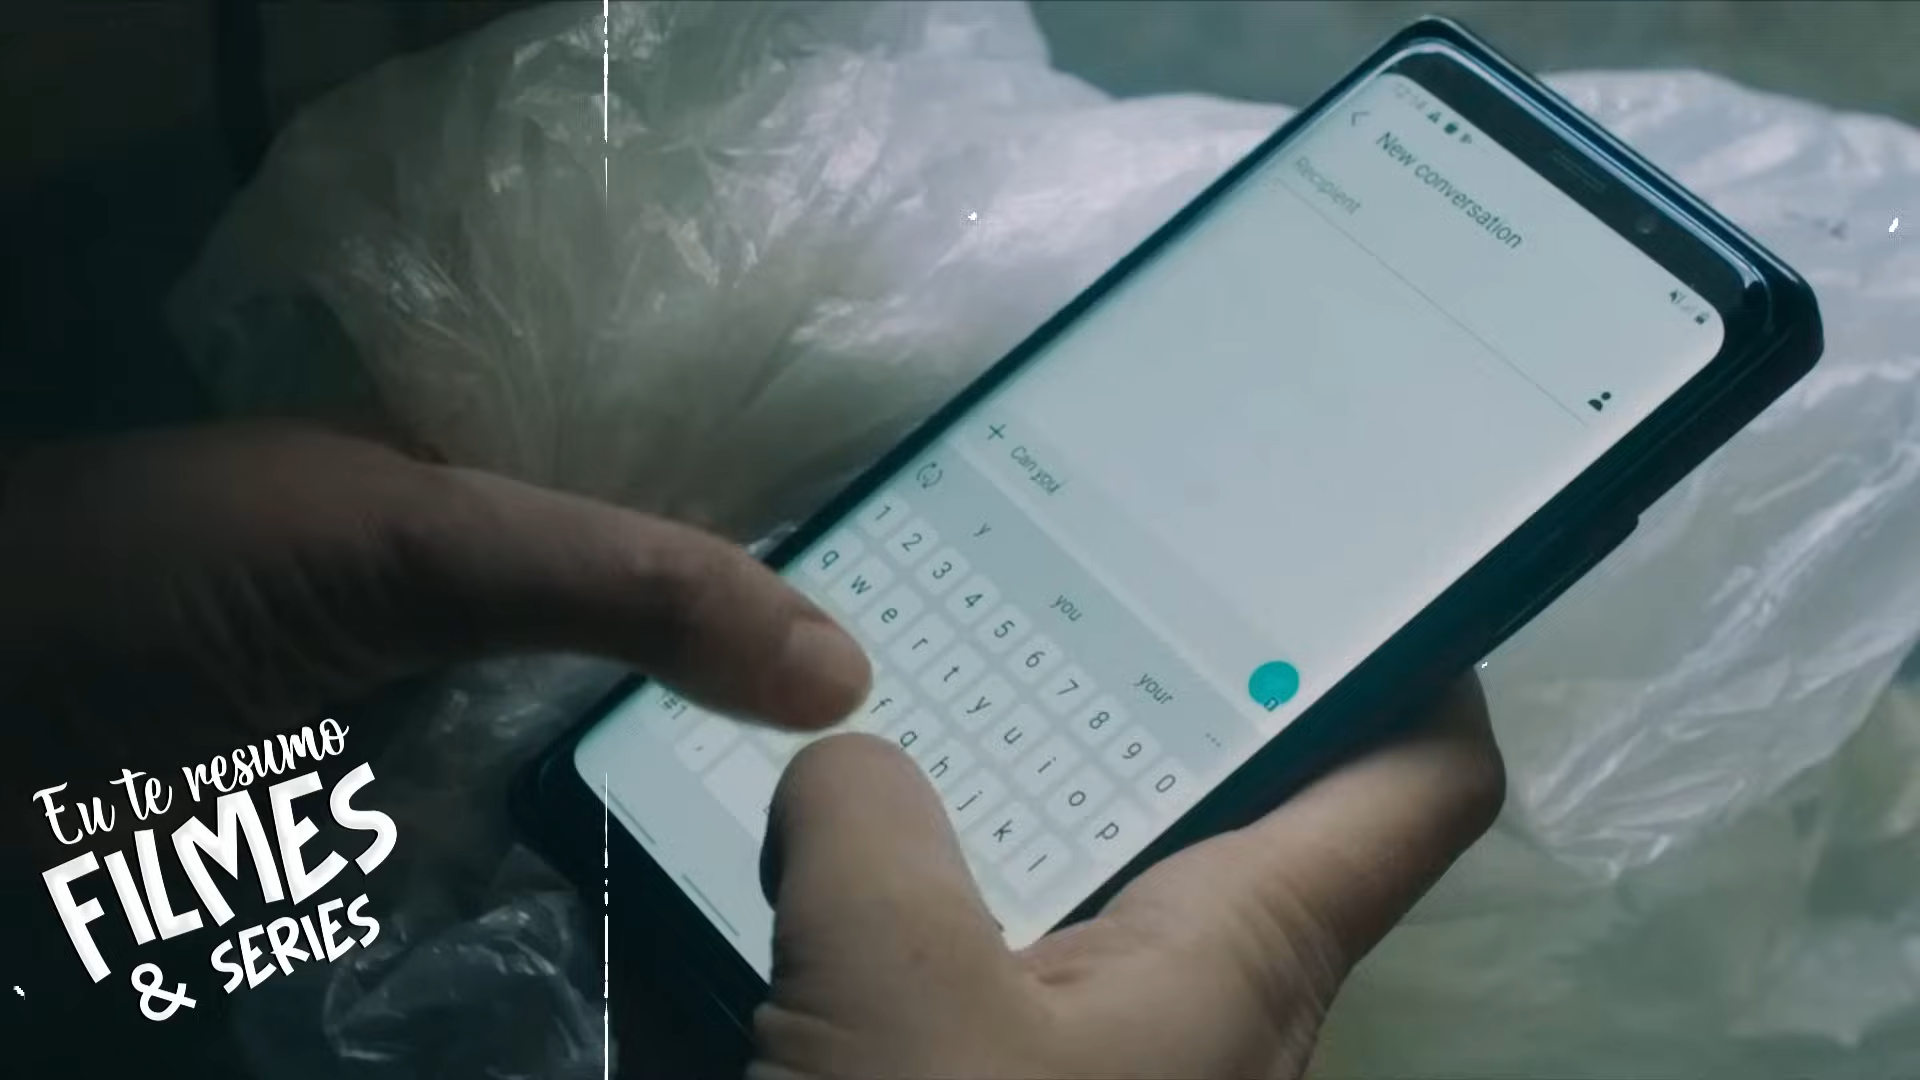 New conversation
Recipient
Can you
y you your
1 2 3 4 5 6 7 8 9 0
q w e r t y u i o p
f g h j k l
!#1 ,
Eu te resumo
FILMES
& SERIES